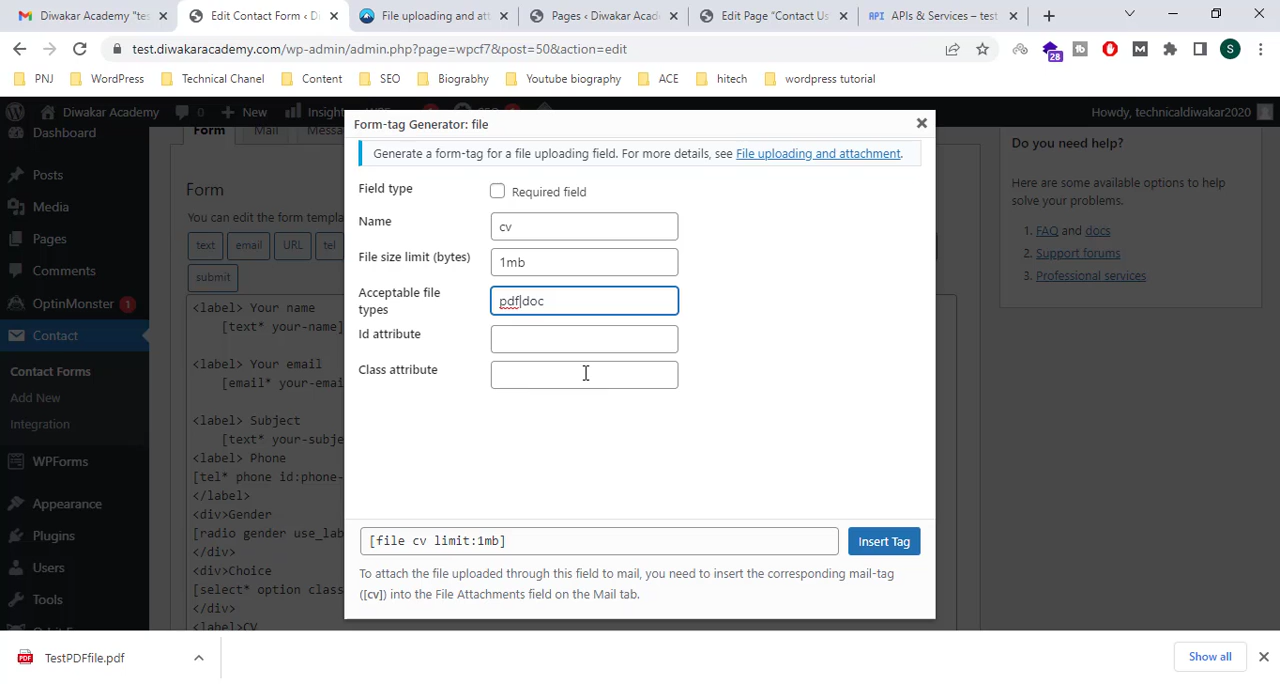 Diwakar Academy "tes
Edit Contact Form ‹ D
File uploading and att
Pages ‹ Diwakar Acade
Edit Page "Contact Us
API APIs & Services – test
test.diwakaracademy.com/wp-admin/admin.php?page=wpcf7&post=50&action=edit
28
M
S
PNJ
WordPress
Technical Chanel
Content
SEO
Biograrhy
Youtube biography
ACE
hitech
wordpress tutorial
Diwakar Academy
0
New
Insigh
Howdy, technicaldiwakar2020
Dashboard
Posts
Media
Pages
Comments
OptinMonster 1
Contact
Contact Forms
Add New
Integration
WPForms
Appearance
Plugins
Users
Tools
Form
Mail
Messa
Form
You can edit the form templa
text
email
URL
tel
submit
<label> Your name
[text* your-name]
<label> Your email
[email* your-emai
<label> Subject
[text* your-subje
<label> Phone
[tel* phone id:phone-
</label>
<div>Gender
[radio gender use_lab
</div>
<div>Choice
[select* option class
</div>
<label>CV
Form-tag Generator: file
Generate a form-tag for a file uploading field. For more details, see File uploading and attachment.
Field type
Required field
Name
cv
File size limit (bytes)
1mb
Acceptable file
types
pdf|doc
Id attribute
Class attribute
[file cv limit:1mb]
Insert Tag
To attach the file uploaded through this field to mail, you need to insert the corresponding mail-tag
([cv]) into the File Attachments field on the Mail tab.
Do you need help?
Here are some available options to help
solve your problems.
1. FAQ and docs
2. Support forums
3. Professional services
PDF
TestPDFfile.pdf
Show all